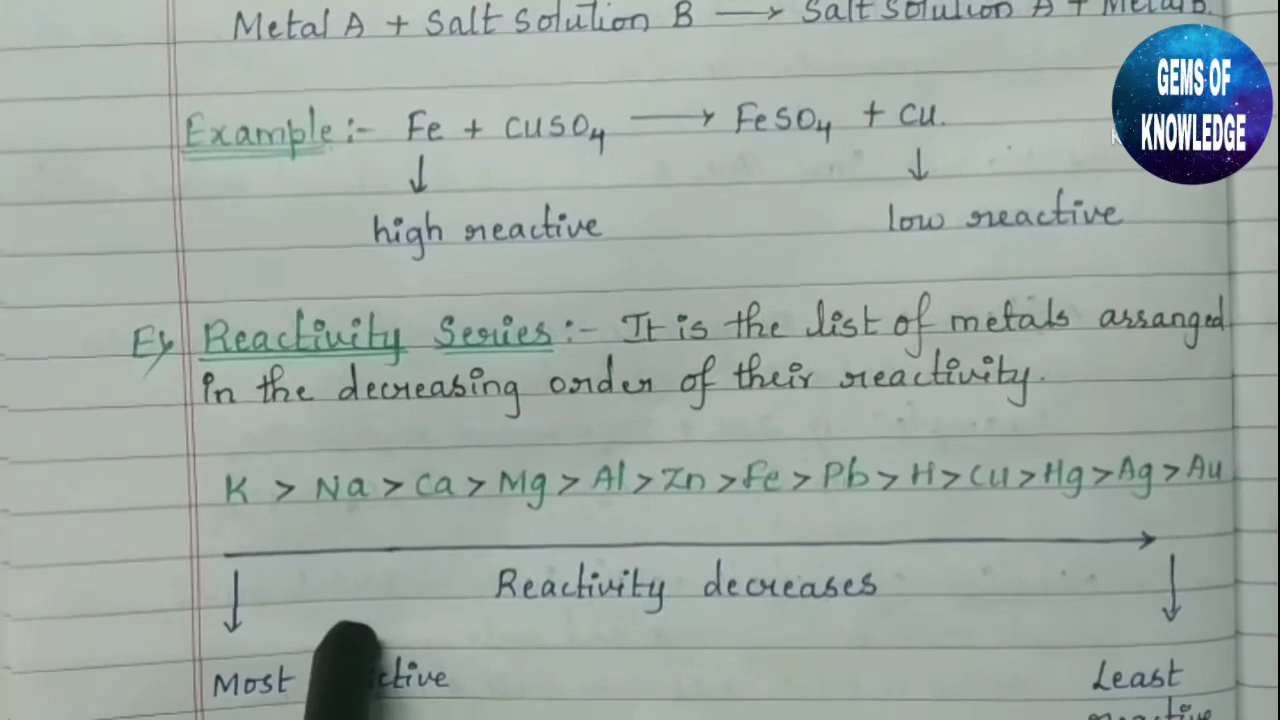 Metal A + Salt Solution B → Salt Solution A + Metal B
GEMS OF
KNOWLEDGE
Example:- Fe + CuSO₄ → FeSO₄ + Cu.
↓ ↓
high reactive low reactive
E) Reactivity Series:- It is the list of metals arranged
in the decreasing order of their reactivity.
K > Na > Ca > Mg > Al > Zn > Fe > Pb > H > Cu > Hg > Ag > Au
Reactivity decreases
Most Least
reactive